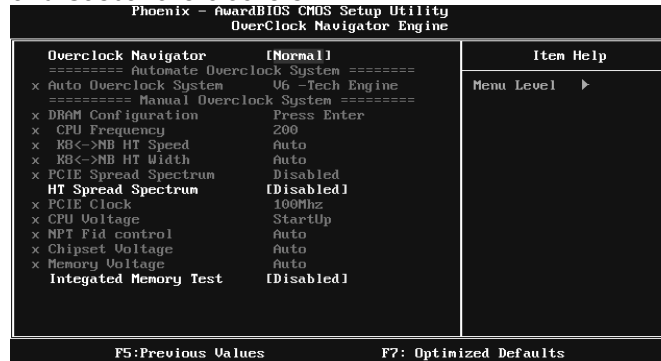 Phoenix - AwardBIOS CMOS Setup Utility
OverClock Navigator Engine
Overclock Navigator [Normal]
Item Help
========= Automate Overclock System ========
x Auto Overclock System V6 -Tech Engine
Menu Level ▶
========== Manual Overclock System =========
x DRAM Configuration Press Enter
x CPU Frequency 200
x K8<->NB HT Speed Auto
x K8<->NB HT Width Auto
x PCIE Spread Spectrum Disabled
HT Spread Spectrum [Disabled]
x PCIE Clock 100Mhz
x CPU Voltage StartUp
x NPT Fid control Auto
x Chipset Voltage Auto
x Memory Voltage Auto
Integated Memory Test [Disabled]
F5:Previous Values F7: Optimized Defaults